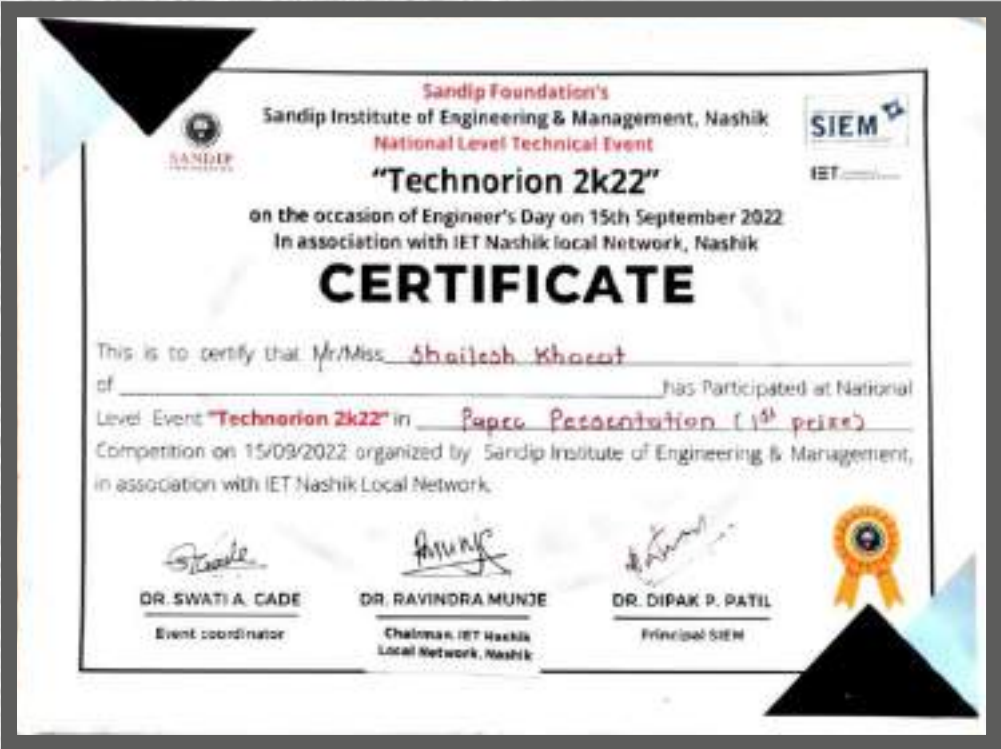 Sandip Foundation's
Sandip Institute of Engineering & Management, Nashik
National Level Technical Event
"Technorion 2k22"
on the occasion of Engineer's Day on 15th September 2022
In association with IET Nashik local Network, Nashik
SANDIP
SIEM
IET
CERTIFICATE
This is to certify that Mr/Miss Shailesh Kharat
of has Participated at National
Level Event "Technorion 2k22" in Paper Presentation (1st prize)
Competition on 15/09/2022 organized by Sandip Institute of Engineering & Management,
in association with IET Nashik Local Network.
DR. SWATI A. CADE DR. RAVINDRA MUNJE DR. DIPAK P. PATIL
Event coordinator Chairman, IET Nashik Principal SIEM
Local Network, Nashik